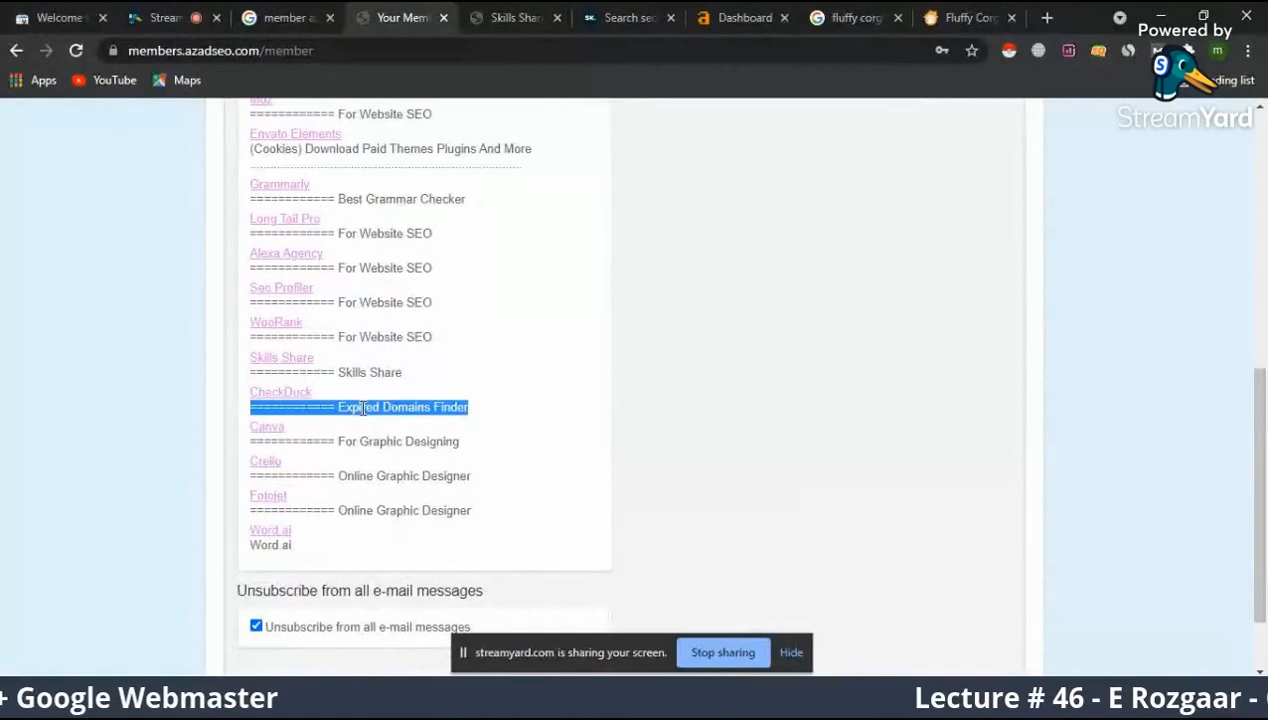 Welcome
Stream
member a
Your Mem
Skills Shar
Search se
Dashboard
fluffy corg
Fluffy Corg
Powered by
members.azadseo.com/member
Apps
YouTube
Maps
ding list
StreamYard
Moz
============ For Website SEO
Envato Elements
(Cookies) Download Paid Themes Plugins And More
Grammarly
============ Best Grammar Checker
Long Tail Pro
============ For Website SEO
Alexa Agency
============ For Website SEO
Seo Profiler
============ For Website SEO
WooRank
============ For Website SEO
Skills Share
============ Skills Share
CheckDuck
============ Expired Domains Finder
Canva
============ For Graphic Designing
Crello
============ Online Graphic Designer
Fotojet
============ Online Graphic Designer
Word.ai
Word.ai
Unsubscribe from all e-mail messages
Unsubscribe from all e-mail messages
streamyard.com is sharing your screen.
Stop sharing
Hide
+ Google Webmaster
Lecture # 46 - E Rozgaar -